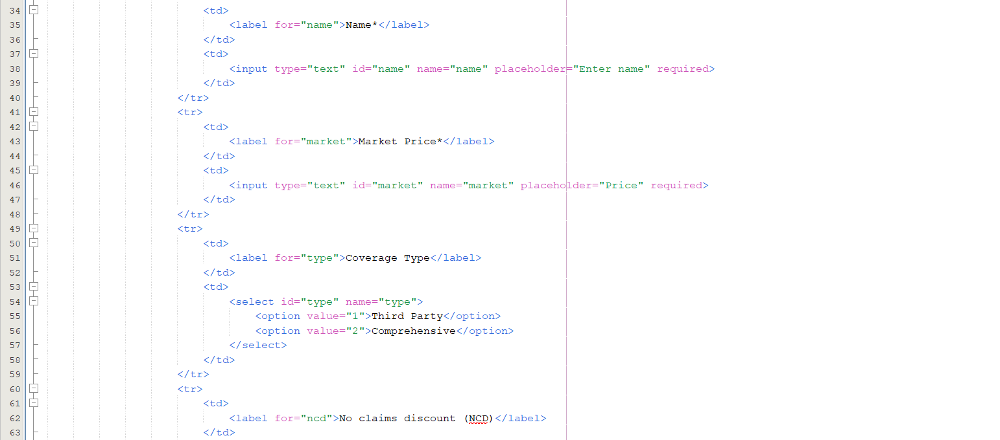 34 <td>
35 <label for="name">Name*</label>
36 </td>
37 <td>
38 <input type="text" id="name" name="name" placeholder="Enter name" required>
39 </td>
40 </tr>
41 <tr>
42 <td>
43 <label for="market">Market Price*</label>
44 </td>
45 <td>
46 <input type="text" id="market" name="market" placeholder="Price" required>
47 </td>
48 </tr>
49 <tr>
50 <td>
51 <label for="type">Coverage Type</label>
52 </td>
53 <td>
54 <select id="type" name="type">
55 <option value="1">Third Party</option>
56 <option value="2">Comprehensive</option>
57 </select>
58 </td>
59 </tr>
60 <tr>
61 <td>
62 <label for="ncd">No claims discount (NCD)</label>
63 </td>